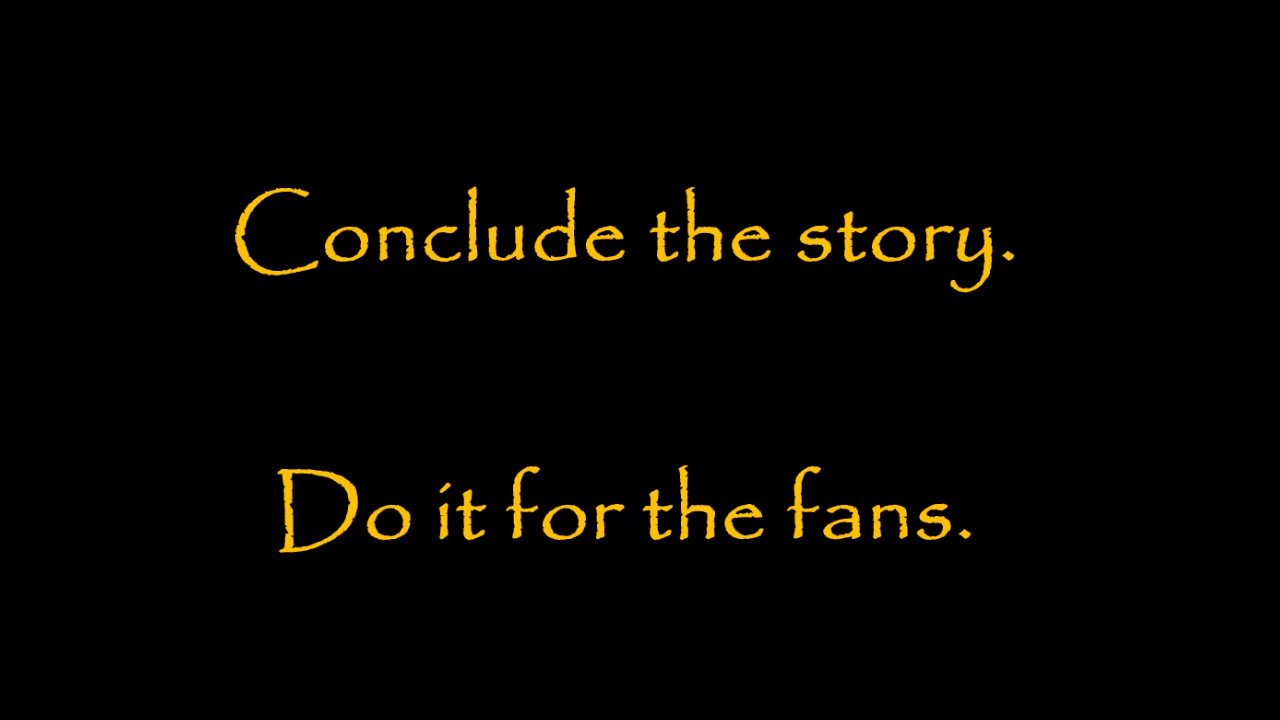 Conclude the story.
Do it for the fans.